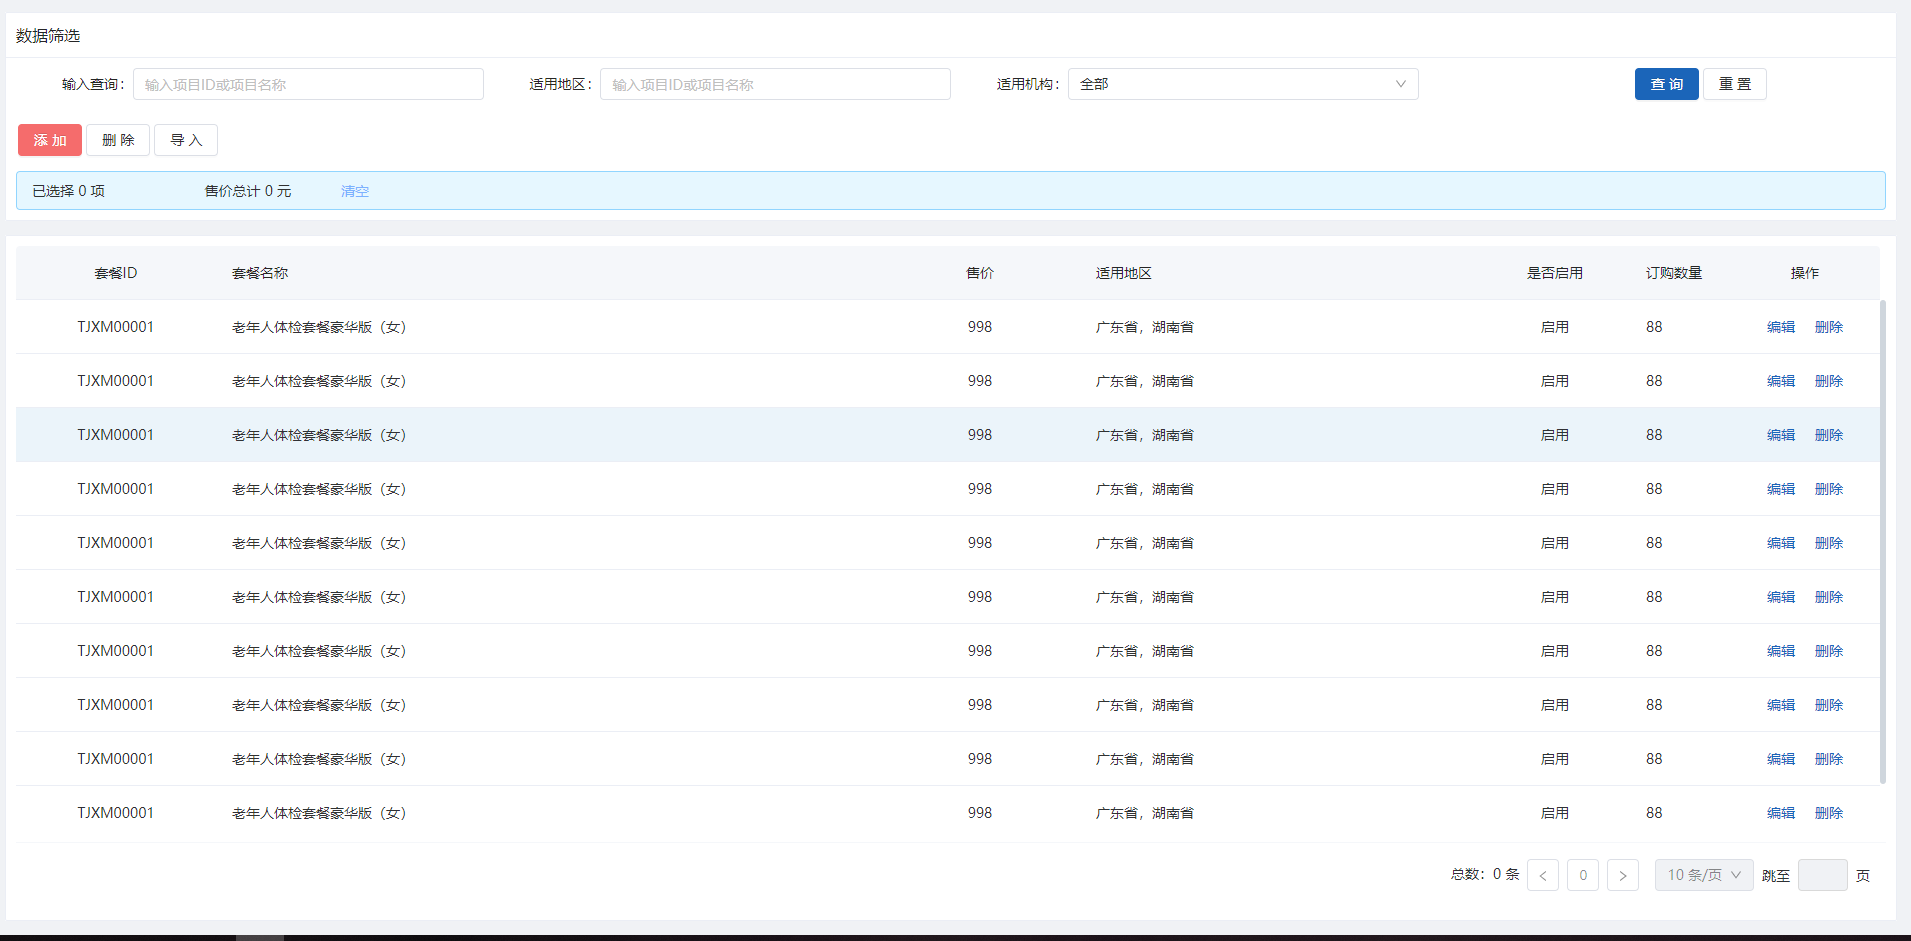 数据筛选
输入查询： 输入项目ID或项目名称 适用地区： 输入项目ID或项目名称 适用机构： 全部 查 询 重 置
添 加 删 除 导 入
已选择 0 项 售价总计 0 元 清空
套餐ID 套餐名称 售价 适用地区 是否启用 订购数量 操作
TJXM00001 老年人体检套餐豪华版（女） 998 广东省，湖南省 启用 88 编辑 删除
TJXM00001 老年人体检套餐豪华版（女） 998 广东省，湖南省 启用 88 编辑 删除
TJXM00001 老年人体检套餐豪华版（女） 998 广东省，湖南省 启用 88 编辑 删除
TJXM00001 老年人体检套餐豪华版（女） 998 广东省，湖南省 启用 88 编辑 删除
TJXM00001 老年人体检套餐豪华版（女） 998 广东省，湖南省 启用 88 编辑 删除
TJXM00001 老年人体检套餐豪华版（女） 998 广东省，湖南省 启用 88 编辑 删除
TJXM00001 老年人体检套餐豪华版（女） 998 广东省，湖南省 启用 88 编辑 删除
TJXM00001 老年人体检套餐豪华版（女） 998 广东省，湖南省 启用 88 编辑 删除
TJXM00001 老年人体检套餐豪华版（女） 998 广东省，湖南省 启用 88 编辑 删除
TJXM00001 老年人体检套餐豪华版（女） 998 广东省，湖南省 启用 88 编辑 删除
总数：0 条 < 0 > 10 条/页 跳至 页